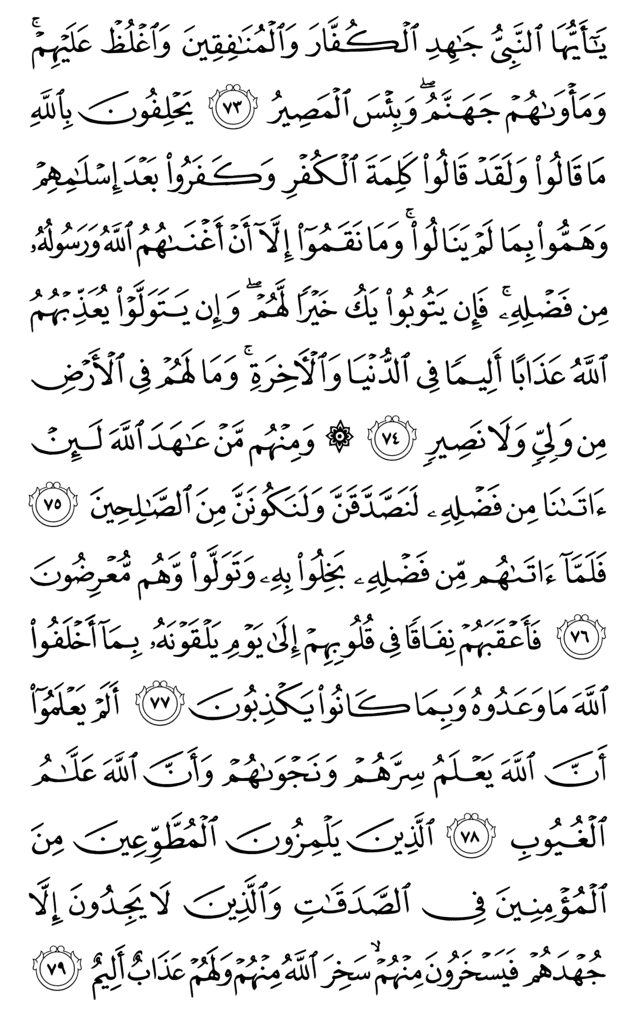 يَٰٓأَيُّهَا ٱلنَّبِىُّ جَٰهِدِ ٱلۡكُفَّارَ وَٱلۡمُنَٰفِقِينَ وَٱغۡلُظۡ عَلَيۡهِمۡۚ
وَمَأۡوَىٰهُمۡ جَهَنَّمُۖ وَبِئۡسَ ٱلۡمَصِيرُ ٧٣ يَحۡلِفُونَ بِٱللَّهِ
مَا قَالُواْ وَلَقَدۡ قَالُواْ كَلِمَةَ ٱلۡكُفۡرِ وَكَفَرُواْ بَعۡدَ إِسۡلَٰمِهِمۡ
وَهَمُّواْ بِمَا لَمۡ يَنَالُواْۚ وَمَا نَقَمُوٓاْ إِلَّآ أَنۡ أَغۡنَىٰهُمُ ٱللَّهُ وَرَسُولُهُۥ
مِن فَضۡلِهِۦۚ فَإِن يَتُوبُواْ يَكُ خَيۡرٗا لَّهُمۡۖ وَإِن يَتَوَلَّوۡاْ يُعَذِّبۡهُمُ
ٱللَّهُ عَذَابًا أَلِيمٗا فِى ٱلدُّنۡيَا وَٱلۡأٓخِرَةِۚ وَمَا لَهُمۡ فِى ٱلۡأَرۡضِ
مِن وَلِىّٖ وَلَا نَصِيرٖ ٧٤ ۞ وَمِنۡهُم مَّنۡ عَٰهَدَ ٱللَّهَ لَئِنۡ
ءَاتَىٰنَا مِن فَضۡلِهِۦ لَنَصَّدَّقَنَّ وَلَنَكُونَنَّ مِنَ ٱلصَّٰلِحِينَ ٧٥
فَلَمَّآ ءَاتَىٰهُم مِّن فَضۡلِهِۦ بَخِلُواْ بِهِۦ وَتَوَلَّواْ وَّهُم مُّعۡرِضُونَ
٧٦ فَأَعۡقَبَهُمۡ نِفَاقٗا فِى قُلُوبِهِمۡ إِلَىٰ يَوۡمِ يَلۡقَوۡنَهُۥ بِمَآ أَخۡلَفُواْ
ٱللَّهَ مَا وَعَدُوهُ وَبِمَا كَانُواْ يَكۡذِبُونَ ٧٧ أَلَمۡ يَعۡلَمُوٓاْ
أَنَّ ٱللَّهَ يَعۡلَمُ سِرَّهُمۡ وَنَجۡوَىٰهُمۡ وَأَنَّ ٱللَّهَ عَلَّٰمُ
ٱلۡغُيُوبِ ٧٨ ٱلَّذِينَ يَلۡمِزُونَ ٱلۡمُطَّوِّعِينَ مِنَ
ٱلۡمُؤۡمِنِينَ فِى ٱلصَّدَقَٰتِ وَٱلَّذِينَ لَا يَجِدُونَ إِلَّا
جُهۡدَهُمۡ فَيَسۡخَرُونَ مِنۡهُمۡ ۙ سَخِرَ ٱللَّهُ مِنۡهُمۡ وَلَهُمۡ عَذَابٌ أَلِيمٌ ٧٩